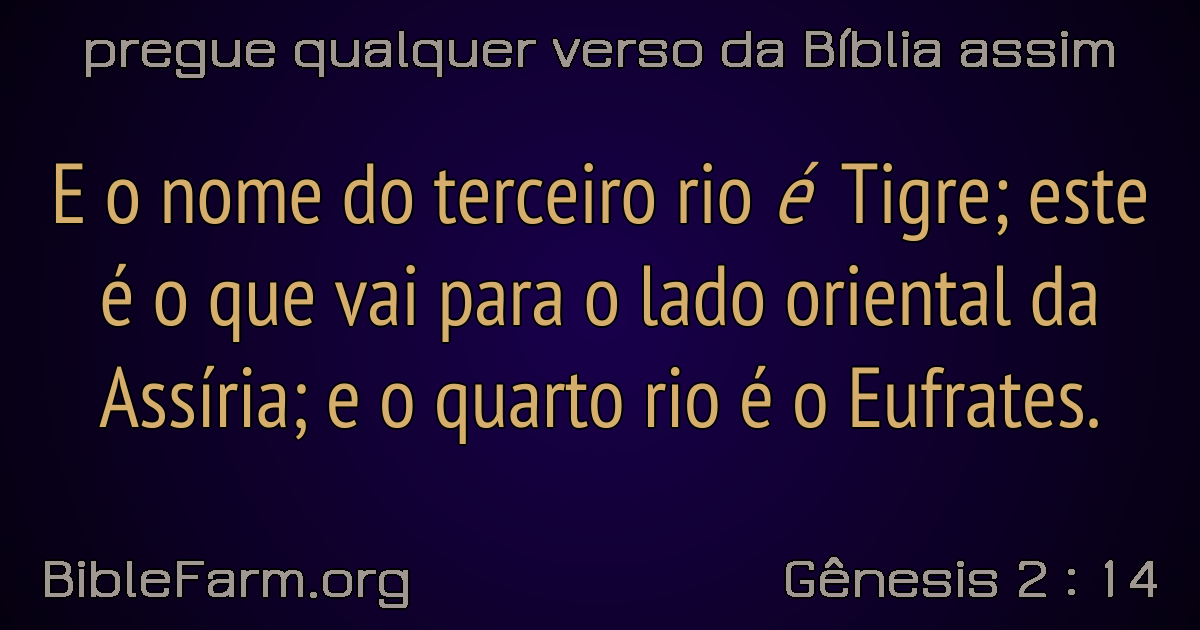 pregue qualquer verso da Bíblia assim
E o nome do terceiro rio é Tigre; este
é o que vai para o lado oriental da
Assíria; e o quarto rio é o Eufrates.
BibleFarm.org
Gênesis 2 : 14